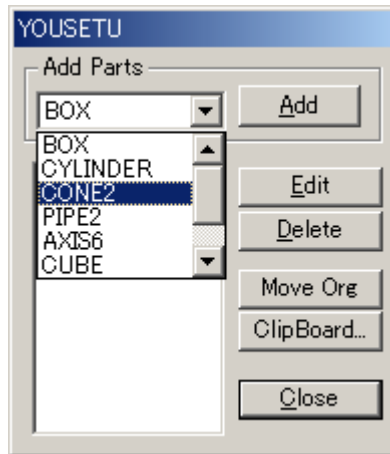 YOUSETU
Add Parts
BOX
Add
BOX
CYLINDER
CONE2
PIPE2
AXIS6
CUBE
Edit
Delete
Move Org
ClipBoard...
Close